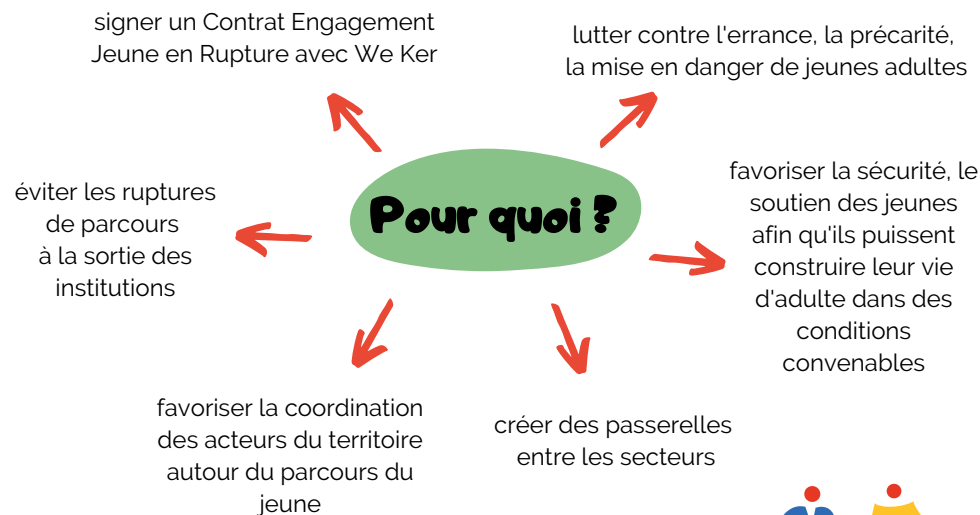 signer un Contrat Engagement
Jeune en Rupture avec We Ker
lutter contre l'errance, la précarité,
la mise en danger de jeunes adultes
éviter les ruptures
de parcours
à la sortie des
institutions
Pour quoi ?
favoriser la sécurité, le
soutien des jeunes
afin qu'ils puissent
construire leur vie
d'adulte dans des
conditions
convenables
favoriser la coordination
des acteurs du territoire
autour du parcours du
jeune
créer des passerelles
entre les secteurs